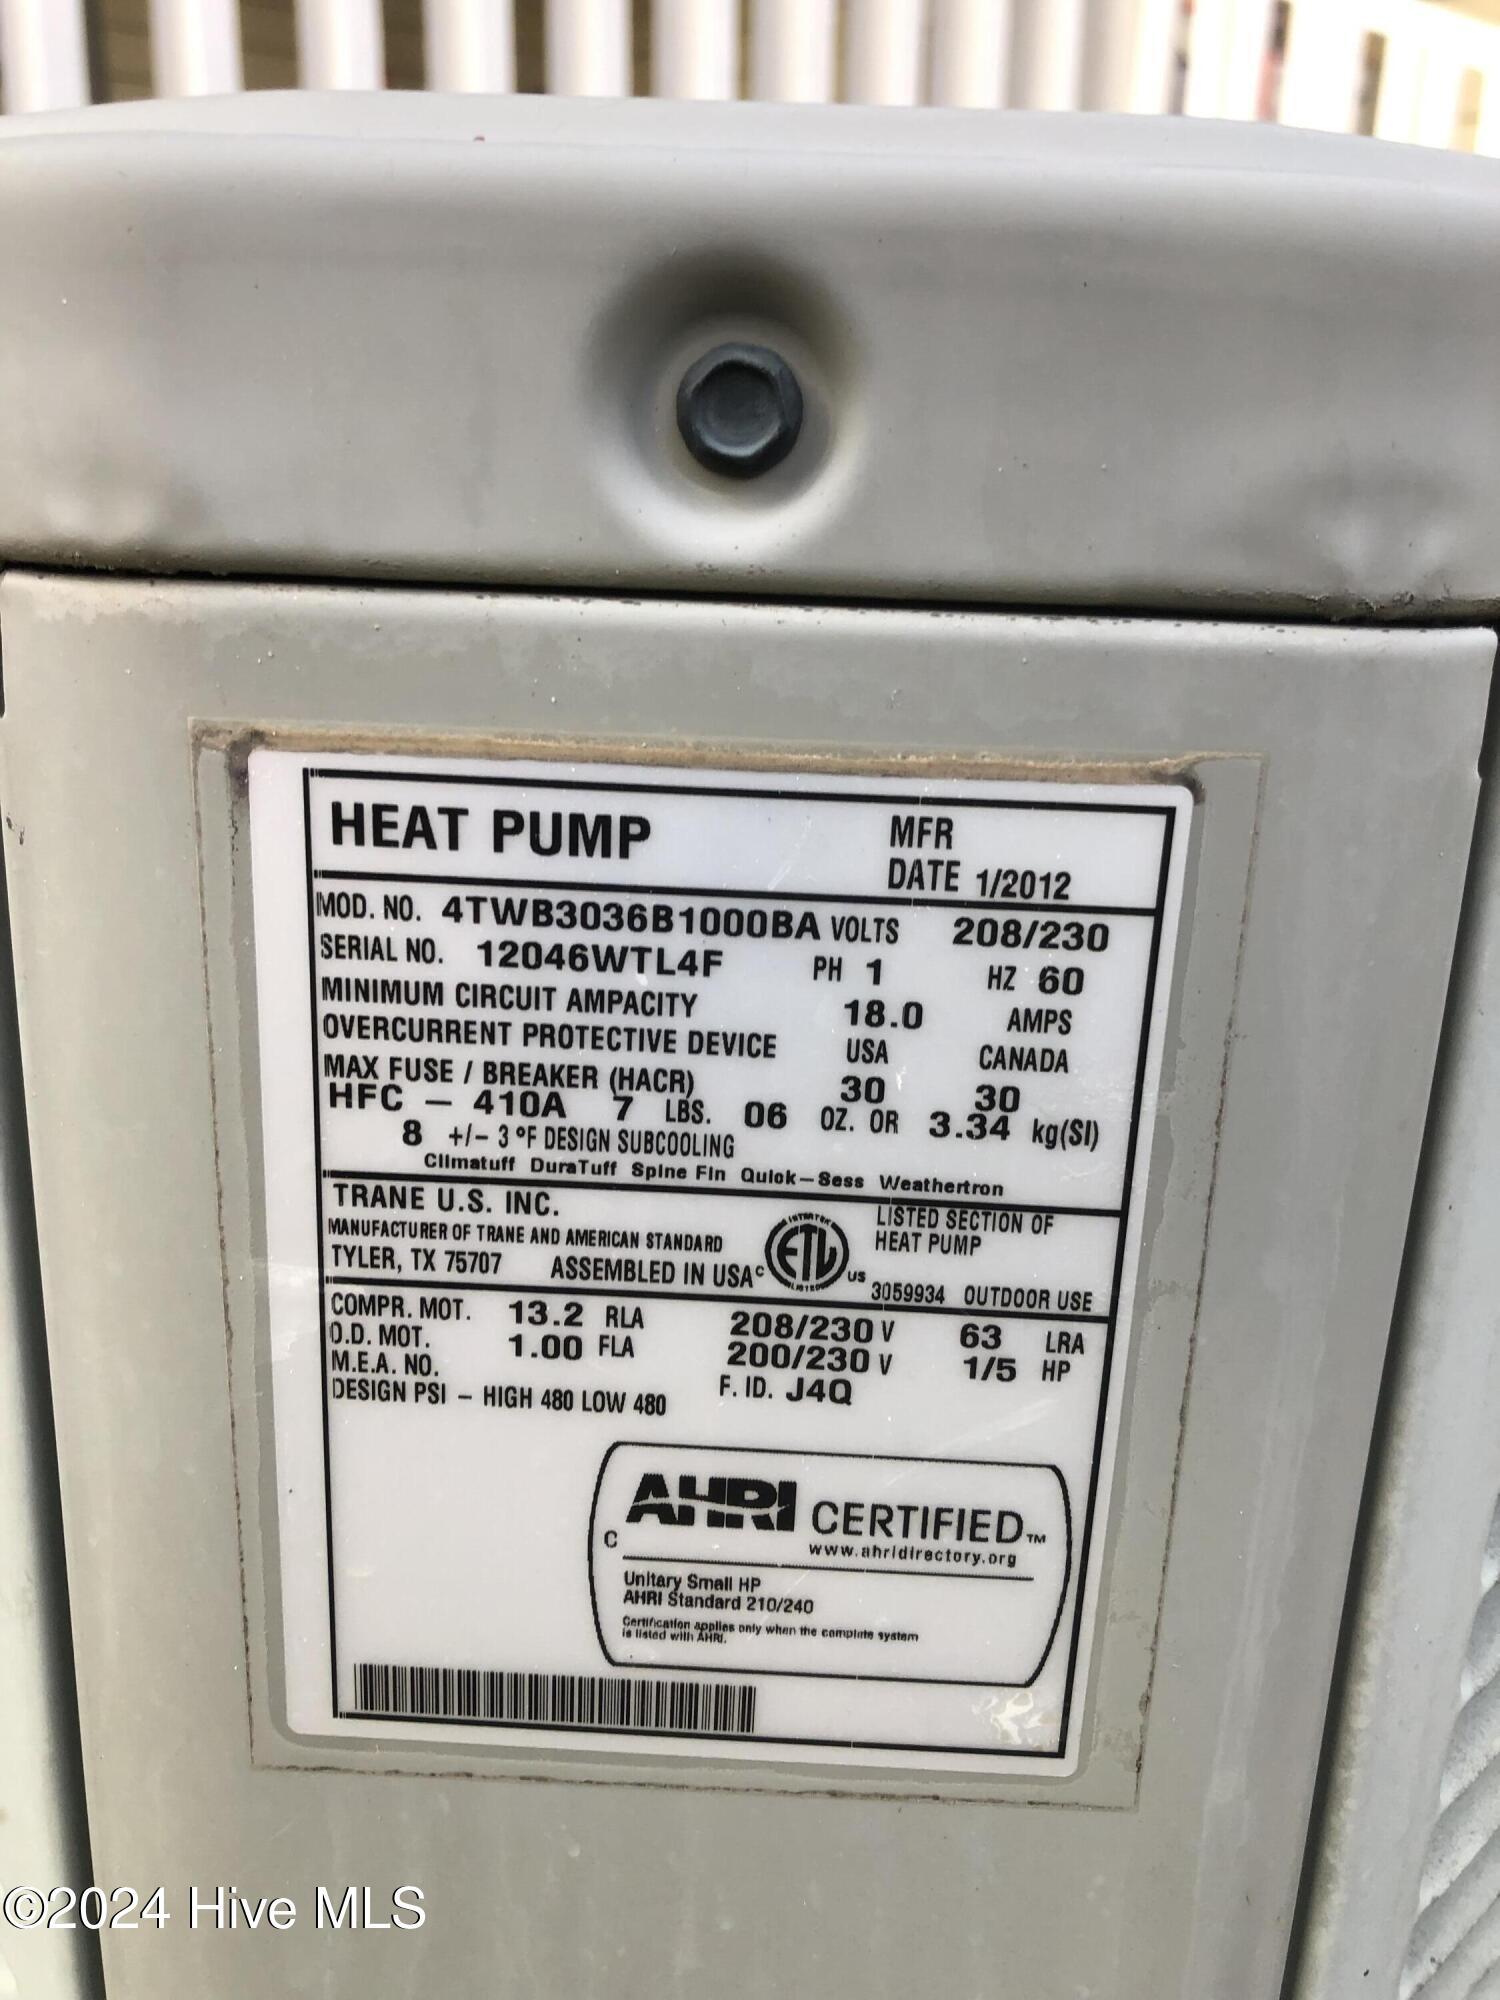 HEAT PUMP
MFR
DATE 1/2012
MOD. NO. 4TWB3036B1000BA VOLTS 208/230
SERIAL NO. 12046WTL4F PH 1 HZ 60
MINIMUM CIRCUIT AMPACITY 18.0 AMPS
OVERCURRENT PROTECTIVE DEVICE USA CANADA
MAX FUSE / BREAKER (HACR) 30 30
HFC – 410A 7 LBS. 06 OZ. OR 3.34 kg(SI)
8 +/– 3 °F DESIGN SUBCOOLING
Climatuff DuraTuff Spine Fin Quick–Sess Weathertron
TRANE U.S. INC.
MANUFACTURER OF TRANE AND AMERICAN STANDARD
TYLER, TX 75707 ASSEMBLED IN USA
C INTERTEK ETL LISTED US
LISTED SECTION OF
HEAT PUMP
3059934 OUTDOOR USE
COMPR. MOT. 13.2 RLA 208/230 V 63 LRA
O.D. MOT. 1.00 FLA 200/230 V 1/5 HP
M.E.A. NO. F. ID. J4Q
DESIGN PSI – HIGH 480 LOW 480
C AHRI CERTIFIED™
www.ahridirectory.org
Unitary Small HP
AHRI Standard 210/240
Certification applies only when the complete system
is listed with AHRI.
©2024 Hive MLS